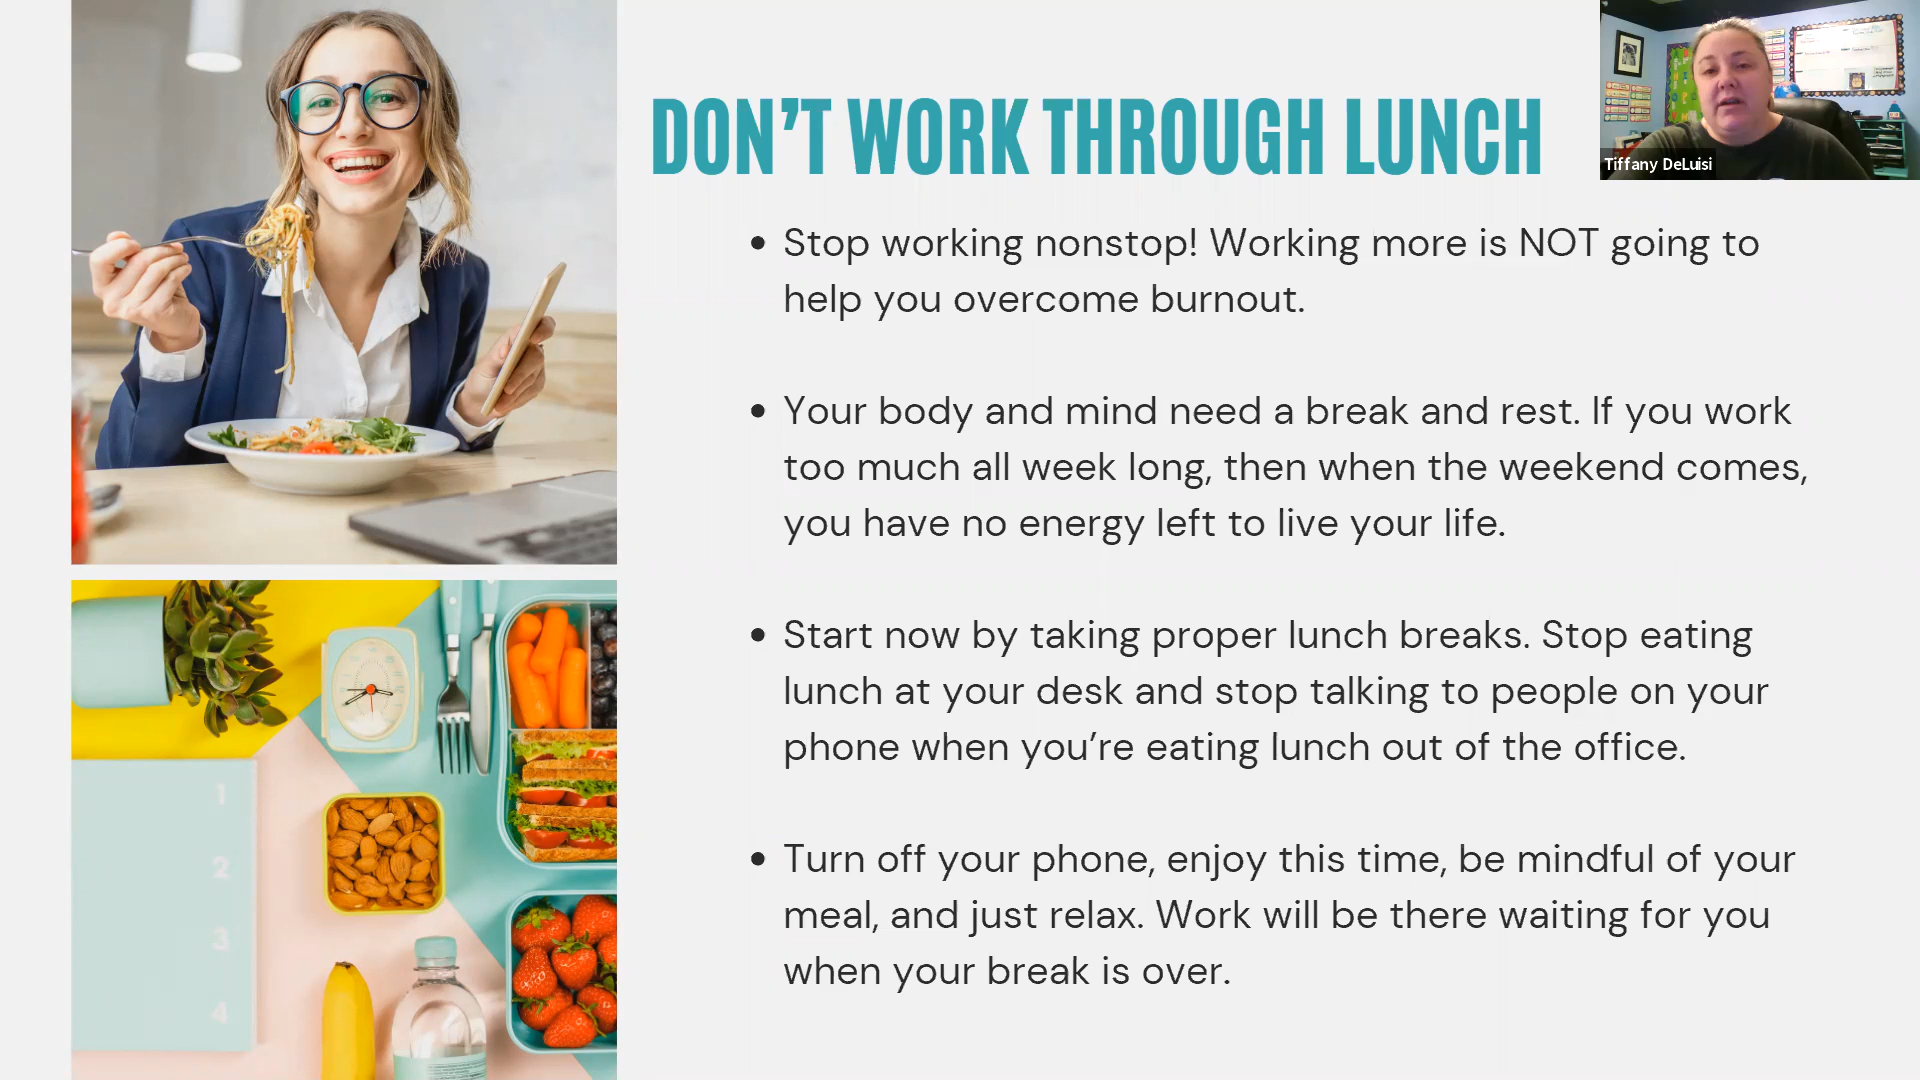 DON'T WORK THROUGH LUNCH
Tiffany DeLuisi
• Stop working nonstop! Working more is NOT going to
help you overcome burnout.
• Your body and mind need a break and rest. If you work
too much all week long, then when the weekend comes,
you have no energy left to live your life.
• Start now by taking proper lunch breaks. Stop eating
lunch at your desk and stop talking to people on your
phone when you’re eating lunch out of the office.
• Turn off your phone, enjoy this time, be mindful of your
meal, and just relax. Work will be there waiting for you
when your break is over.
1
2
3
4